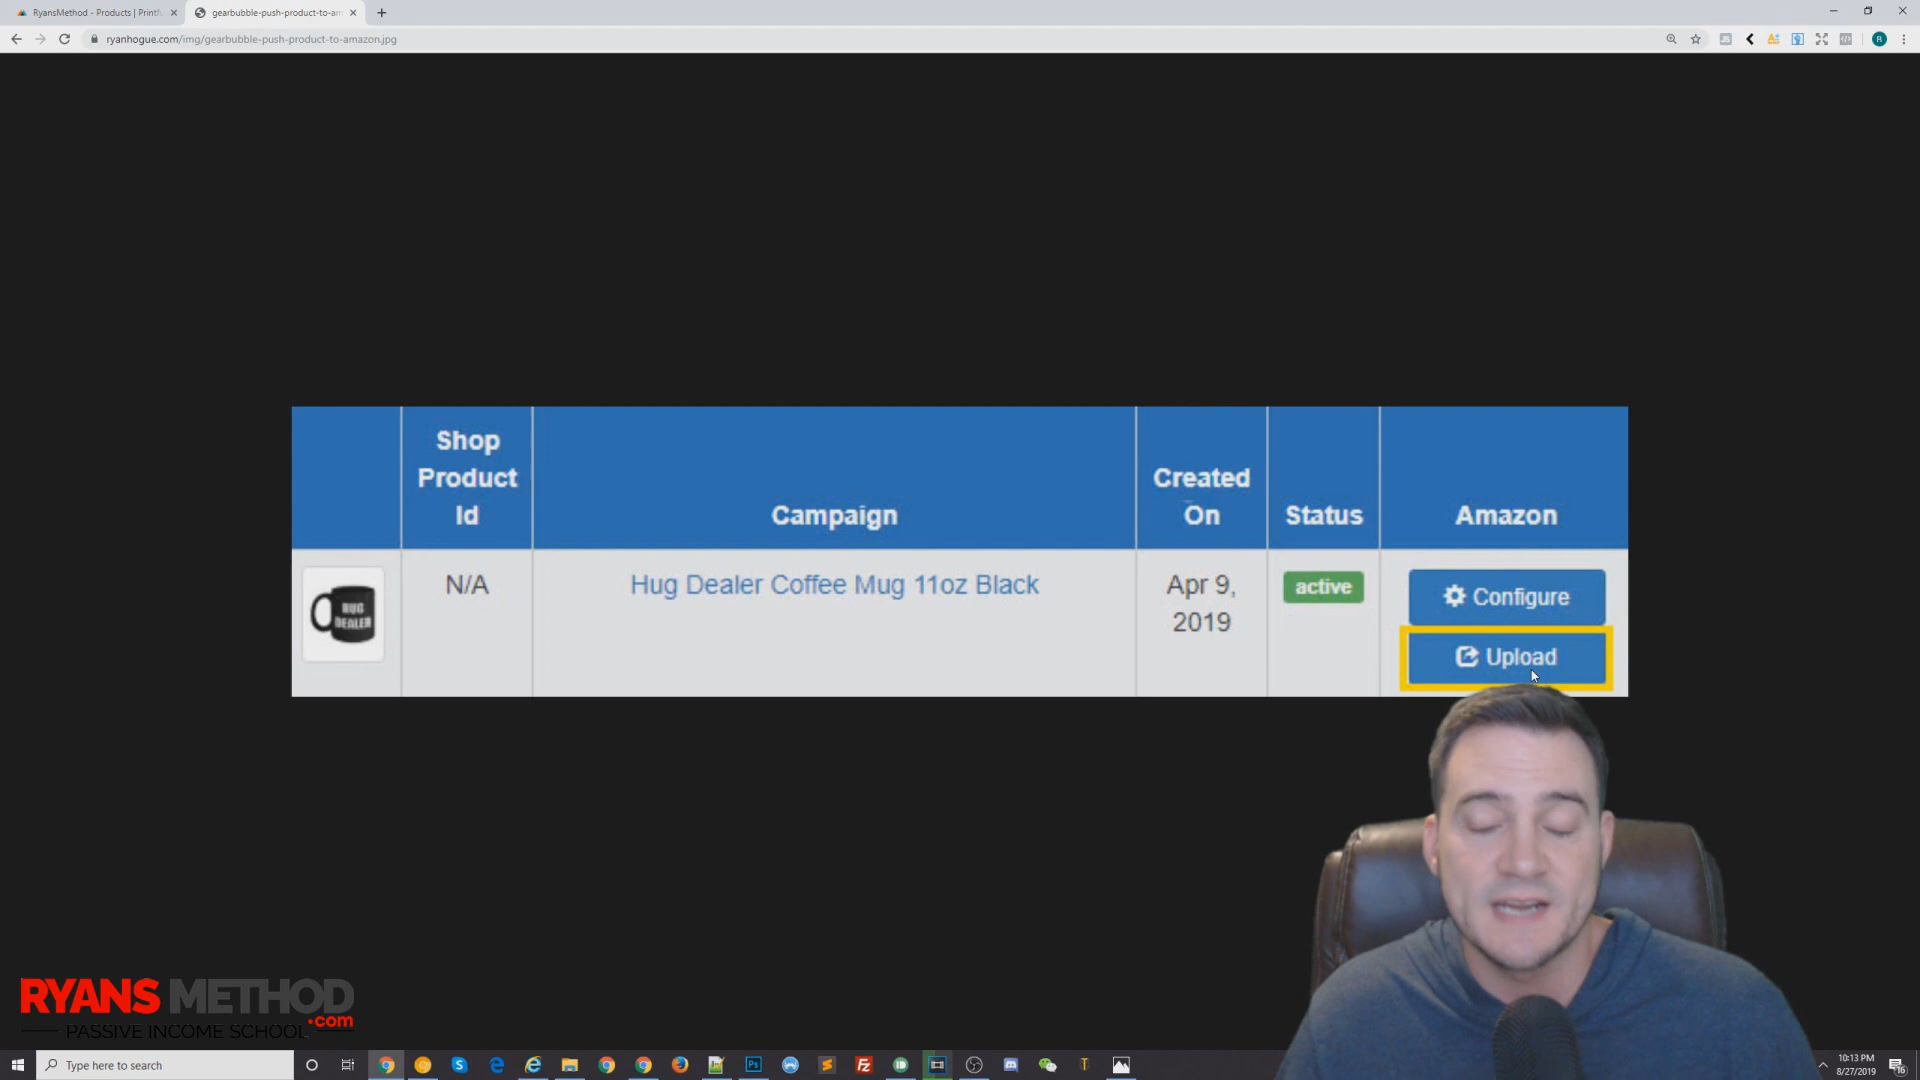 RyansMethod - Products | Printf
gearbubble-push-product-to-am
ryanhogue.com/img/gearbubble-push-product-to-amazon.jpg
Shop Product Id
Campaign
Created On
Status
Amazon
HUG DEALER
N/A
Hug Dealer Coffee Mug 11oz Black
Apr 9, 2019
active
Configure
Upload
RYANS METHOD
.com
PASSIVE INCOME SCHOOL
Type here to search
10:13 PM
8/27/2019